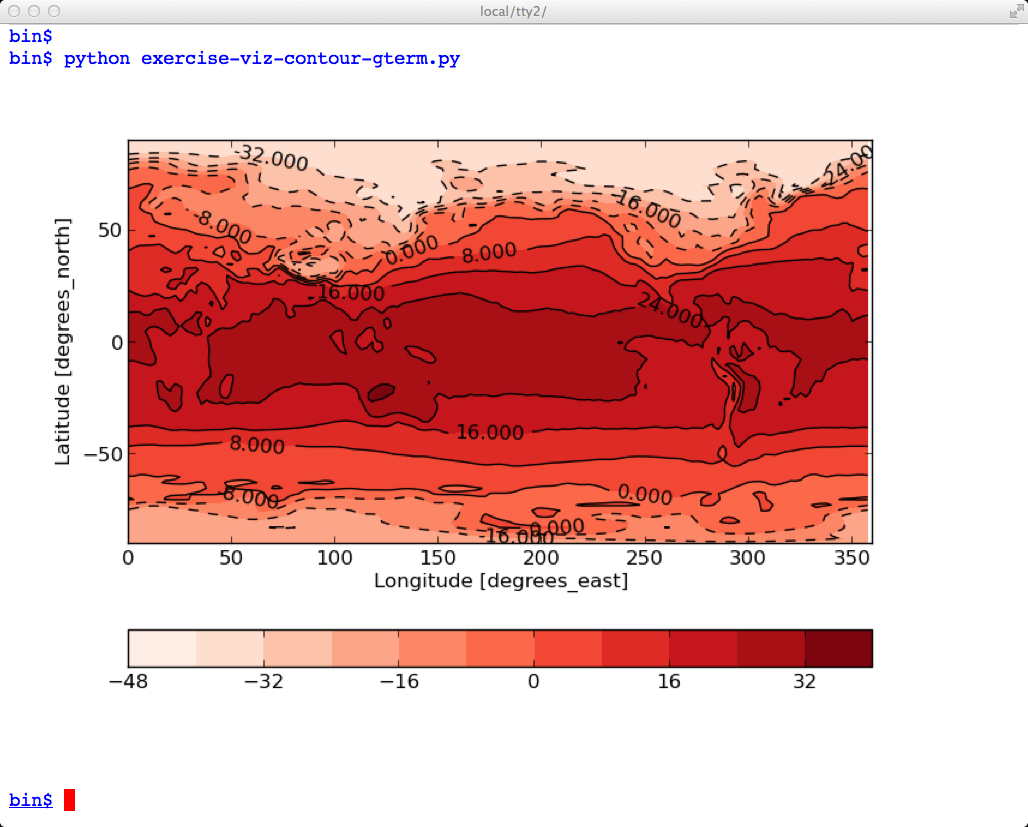 local/tty2/
bin$
bin$ python exercise-viz-contour-gterm.py
-32.000
-24.000
-16.000
-8.000
0.000
8.000
-16.000
24.000
16.000
8.000
-8.000
0.000
0.000
-16.000
50
0
−50
Latitude [degrees_north]
0 50 100 150 200 250 300 350
Longitude [degrees_east]
−48 −32 −16 0 16 32
bin$